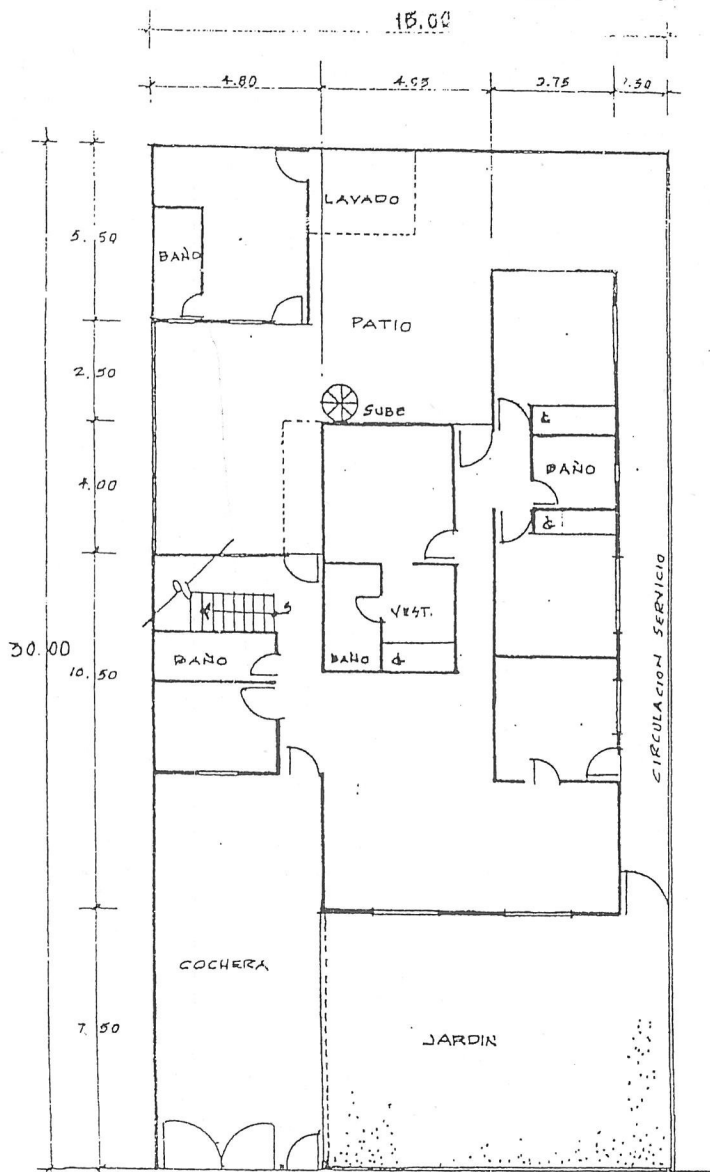 15.00
4.80 4.95 3.75 1.50
5.50
LAVADO
BAÑO
PATIO
2.50
SUBE
4.00
BAÑO
30.00
S
VEST.
BAÑO
BAÑO
10.50
CIRCULACION SERVICIO
COCHERA
7.50
JARDIN